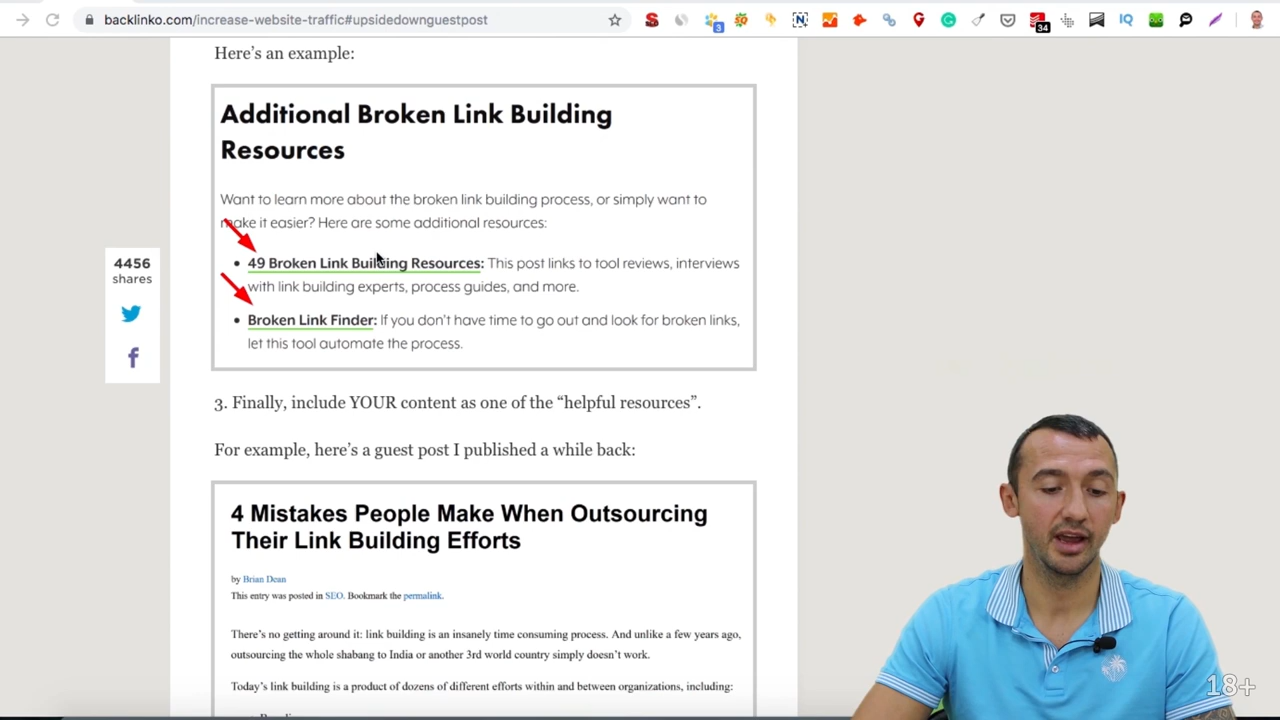 backlinko.com/increase-website-traffic#upsidedownguestpost
3
34
IQ
Here's an example:
Additional Broken Link Building
Resources
Want to learn more about the broken link building process, or simply want to
make it easier? Here are some additional resources:
• 49 Broken Link Building Resources: This post links to tool reviews, interviews
with link building experts, process guides, and more.
• Broken Link Finder: If you don't have time to go out and look for broken links,
let this tool automate the process.
4456
shares
3. Finally, include YOUR content as one of the “helpful resources”.
For example, here's a guest post I published a while back:
4 Mistakes People Make When Outsourcing
Their Link Building Efforts
by Brian Dean
This entry was posted in SEO. Bookmark the permalink.
There's no getting around it: link building is an insanely time consuming process. And unlike a few years ago,
outsourcing the whole shabang to India or another 3rd world country simply doesn't work.
Today's link building is a product of dozens of different efforts within and between organizations, including:
18+